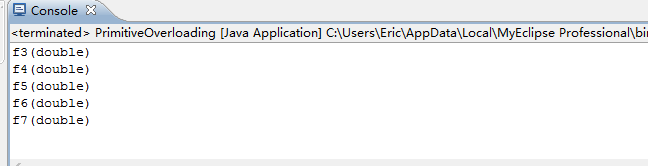 Console
<terminated> PrimitiveOverloading [Java Application] C:\Users\Eric\AppData\Local\MyEclipse Professional\bin
f3(double)
f4(double)
f5(double)
f6(double)
f7(double)